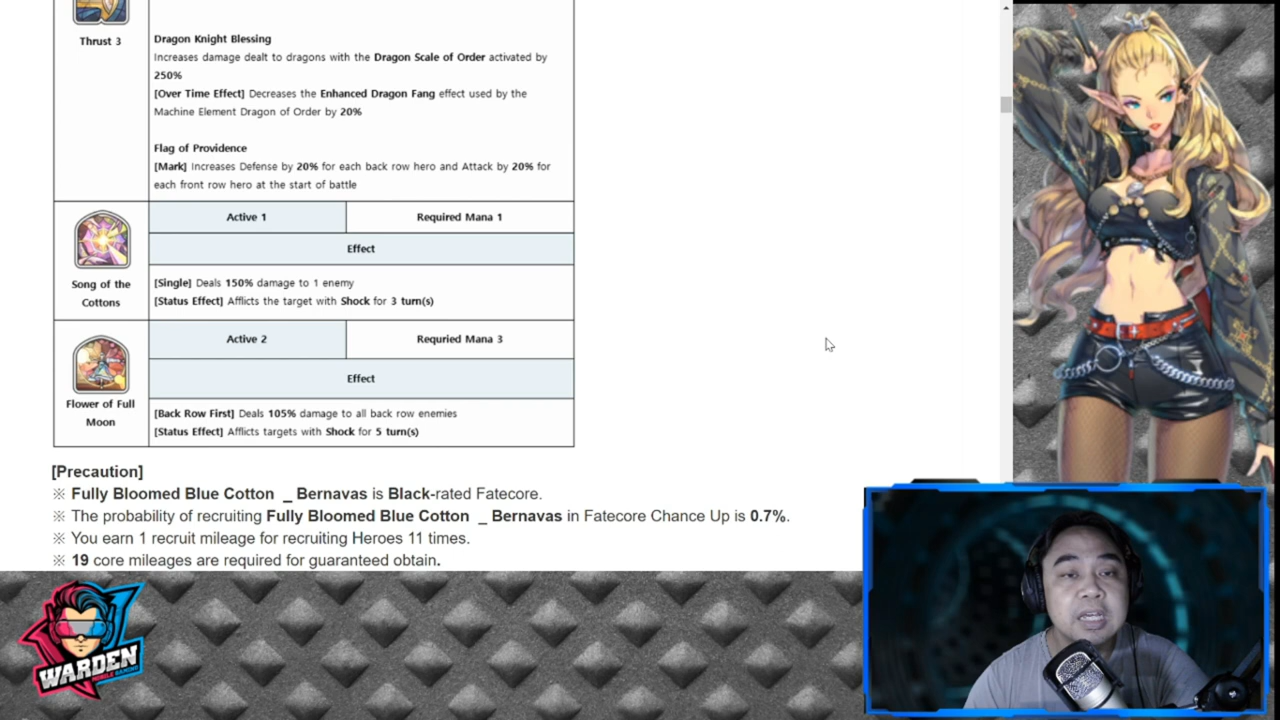 Thrust 3
Dragon Knight Blessing
Increases damage dealt to dragons with the Dragon Scale of Order activated by
250%
[Over Time Effect] Decreases the Enhanced Dragon Fang effect used by the
Machine Element Dragon of Order by 20%
Flag of Providence
[Mark] Increases Defense by 20% for each back row hero and Attack by 20% for
each front row hero at the start of battle
Song of the
Cottons
Active 1
Required Mana 1
Effect
[Single] Deals 150% damage to 1 enemy
[Status Effect] Afflicts the target with Shock for 3 turn(s)
Flower of Full
Moon
Active 2
Requried Mana 3
Effect
[Back Row First] Deals 105% damage to all back row enemies
[Status Effect] Afflicts targets with Shock for 5 turn(s)
[Precaution]
※ Fully Bloomed Blue Cotton _ Bernavas is Black-rated Fatecore.
※ The probability of recruiting Fully Bloomed Blue Cotton _ Bernavas in Fatecore Chance Up is 0.7%.
※ You earn 1 recruit mileage for recruiting Heroes 11 times.
※ 19 core mileages are required for guaranteed obtain.
WARDEN
MOBILE GAMING